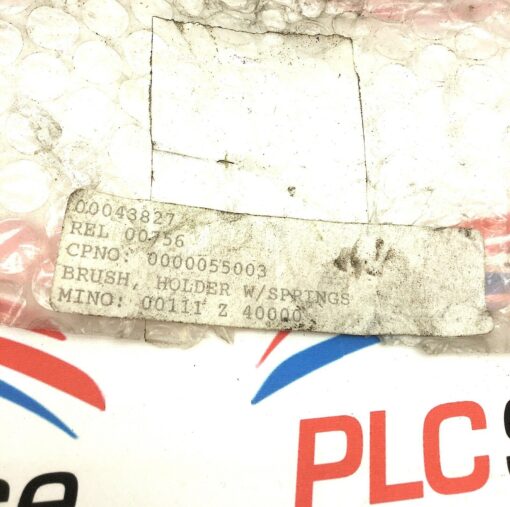 00043827
REL 00756
CPNO: 0000055003
BRUSH, HOLDER W/SPRINGS
MINO: 00111 Z 40000
PLC